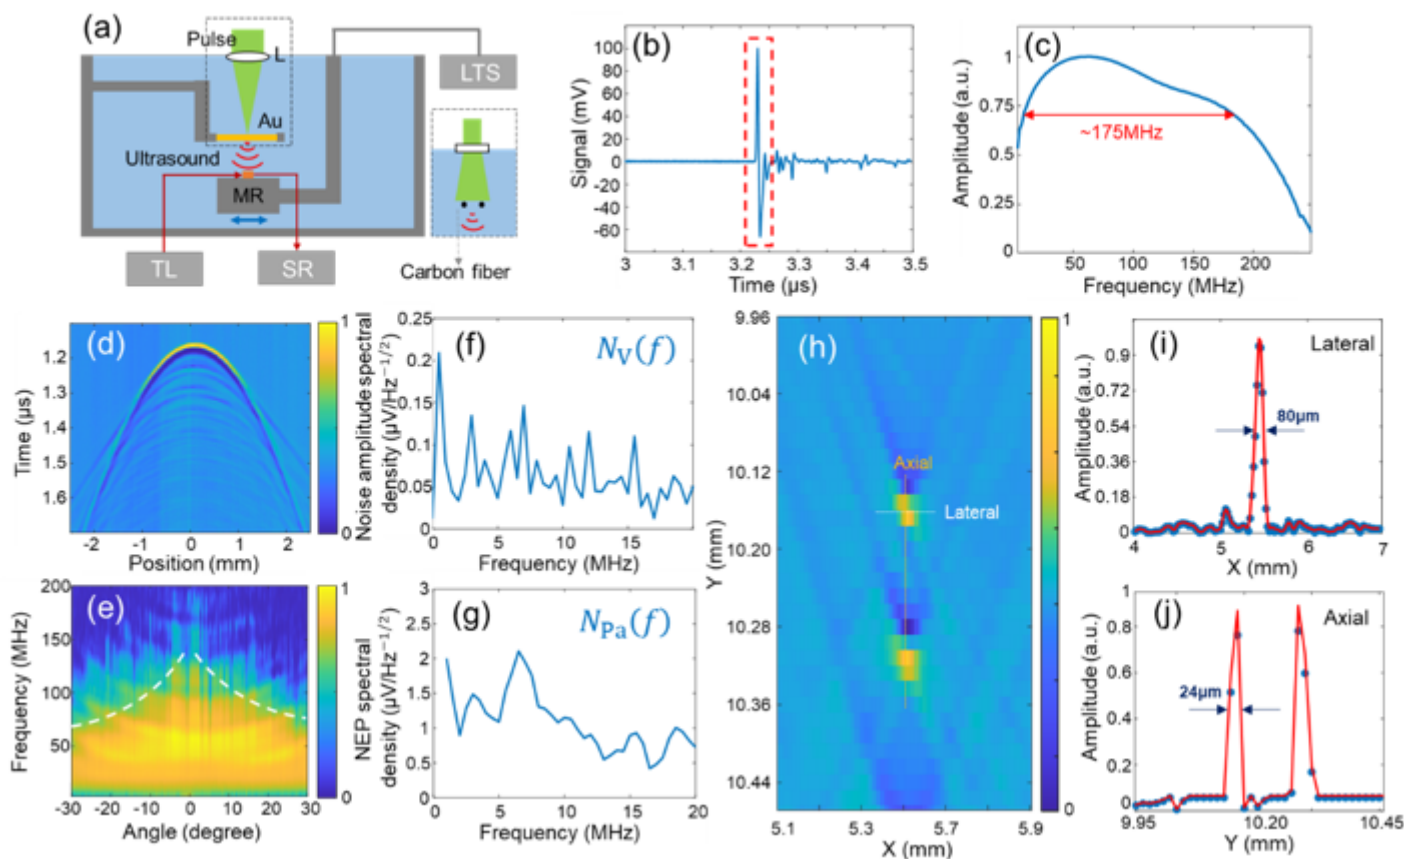 (a)
Pulse
L
LTS
Au
Ultrasound
MR
TL
SR
Carbon fiber
(b)
Signal (mV)
100
80
60
40
20
0
-20
-40
-60
3
3.1
3.2
3.3
3.4
3.5
Time (µs)
(c)
Amplitude (a.u.)
1
0.75
0.5
0.25
0
~175MHz
50
100
150
200
Frequency (MHz)
(d)
Time (µs)
1.2
1.3
1.4
1.5
1.6
-2
-1
0
1
2
Position (mm)
1
0
(e)
Frequency (MHz)
200
150
100
50
-30
-20
-10
0
10
20
30
Angle (degree)
1
0
(f)
N_V(f)
Noise amplitude spectral
density (µV/Hz⁻¹ᐟ²)
0.25
0.2
0.15
0.1
0.05
0
0
5
10
15
Frequency (MHz)
(g)
N_Pa(f)
NEP spectral
density (µV/Hz⁻¹ᐟ²)
3
2
1
0
0
5
10
15
20
Frequency (MHz)
(h)
Y (mm)
9.96
10.04
10.12
10.20
10.28
10.36
10.44
Axial
Lateral
5.1
5.3
5.5
5.7
5.9
X (mm)
1
0
(i)
Lateral
Amplitude (a.u.)
0.9
0.72
0.54
0.36
0.18
0
80µm
4
5
6
7
X (mm)
(j)
Axial
Amplitude (a.u.)
1
0.8
0.6
0.4
0.2
0
24µm
9.95
10.20
10.45
Y (mm)